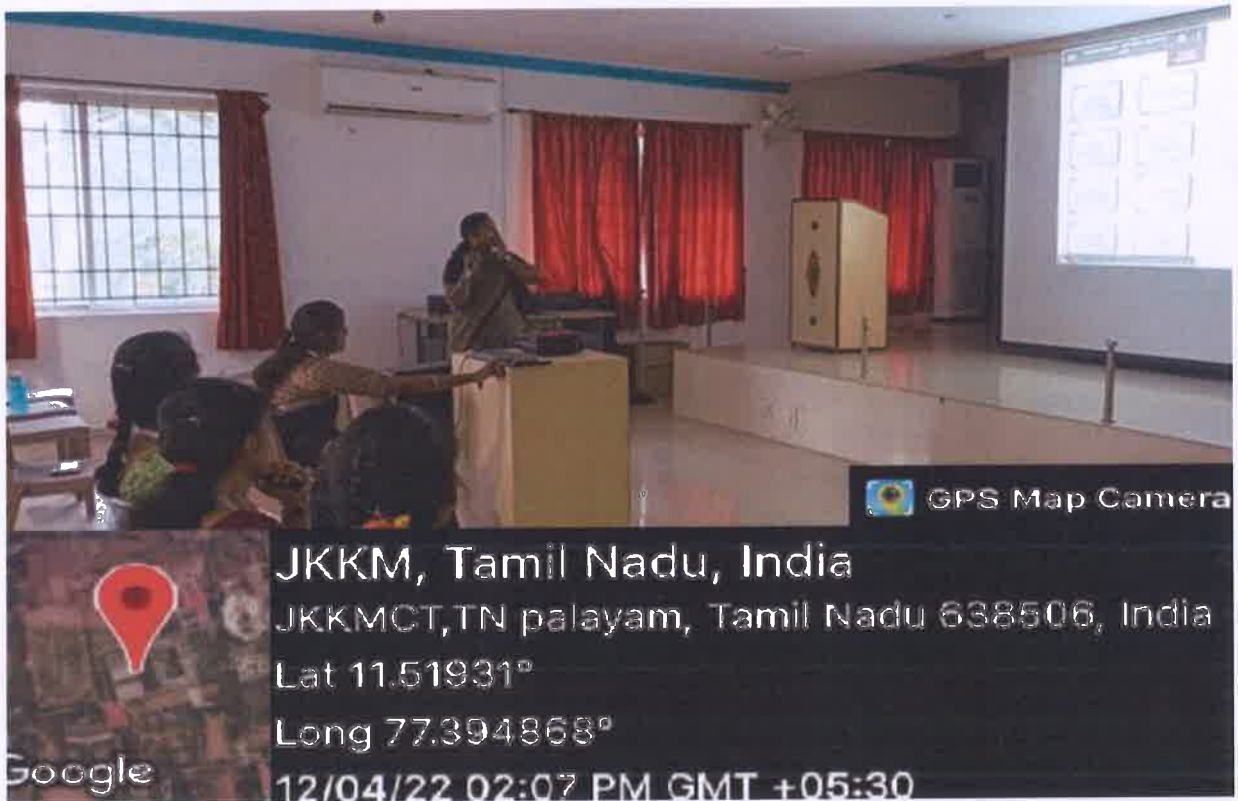 GPS Map Camera
JKKM, Tamil Nadu, India
JKKMCT,TN palayam, Tamil Nadu 638506, India
Lat 11.51931°
Long 77.394868°
Google
12/04/22 02:07 PM GMT +05:30